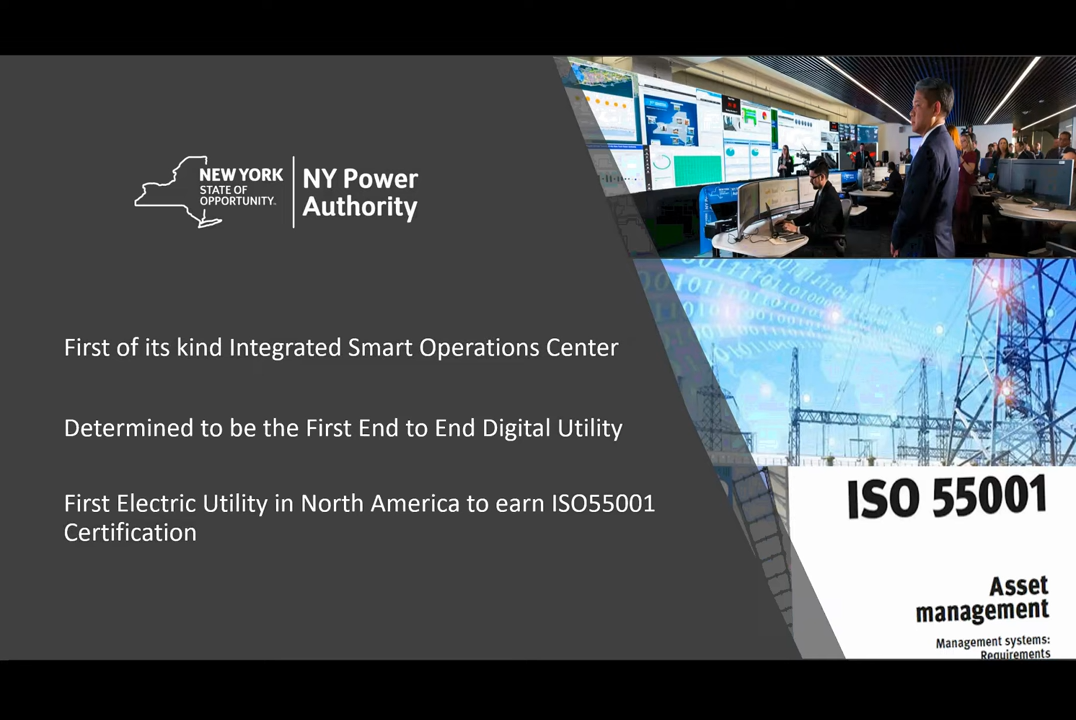 NEW YORK
STATE OF
OPPORTUNITY.
NY Power
Authority
First of its kind Integrated Smart Operations Center
Determined to be the First End to End Digital Utility
First Electric Utility in North America to earn ISO55001
Certification
ISO 55001
Asset
management
Management systems:
Requirements